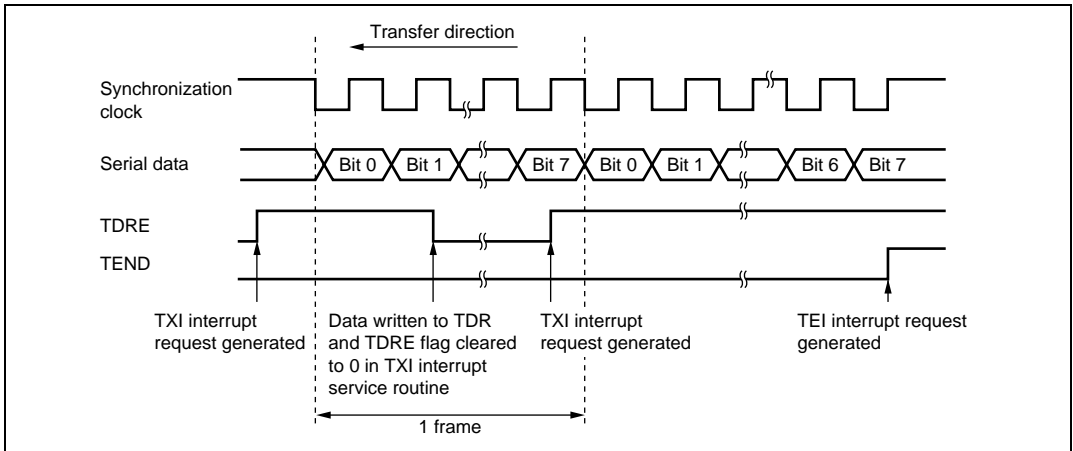 Transfer direction
Synchronization
clock
Serial data
Bit 0
Bit 1
Bit 7
Bit 0
Bit 1
Bit 6
Bit 7
TDRE
TEND
TXI interrupt
request generated
Data written to TDR
and TDRE flag cleared
to 0 in TXI interrupt
service routine
TXI interrupt
request generated
TEI interrupt request
generated
1 frame